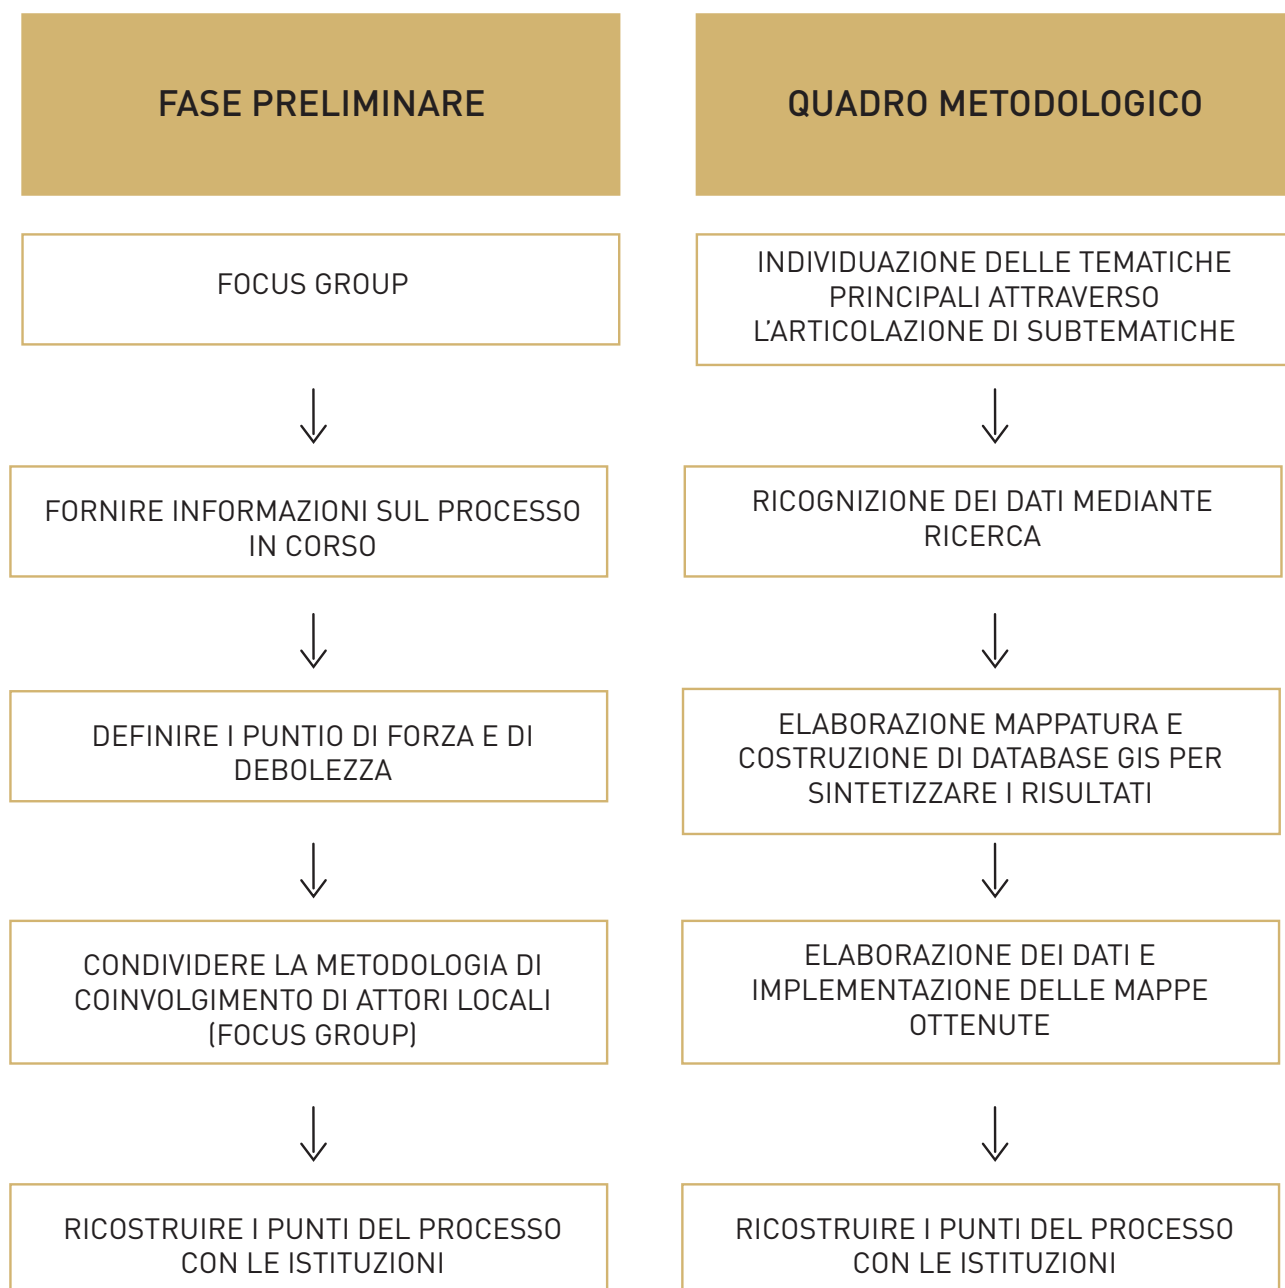 FASE PRELIMINARE
FOCUS GROUP
FORNIRE INFORMAZIONI SUL PROCESSO
IN CORSO
DEFINIRE I PUNTIO DI FORZA E DI
DEBOLEZZA
CONDIVIDERE LA METODOLOGIA DI
COINVOLGIMENTO DI ATTORI LOCALI
(FOCUS GROUP)
RICOSTRUIRE I PUNTI DEL PROCESSO
CON LE ISTITUZIONI
QUADRO METODOLOGICO
INDIVIDUAZIONE DELLE TEMATICHE
PRINCIPALI ATTRAVERSO
L'ARTICOLAZIONE DI SUBTEMATICHE
RICOGNIZIONE DEI DATI MEDIANTE
RICERCA
ELABORAZIONE MAPPATURA E
COSTRUZIONE DI DATABASE GIS PER
SINTETIZZARE I RISULTATI
ELABORAZIONE DEI DATI E
IMPLEMENTAZIONE DELLE MAPPE
OTTENUTE
RICOSTRUIRE I PUNTI DEL PROCESSO
CON LE ISTITUZIONI